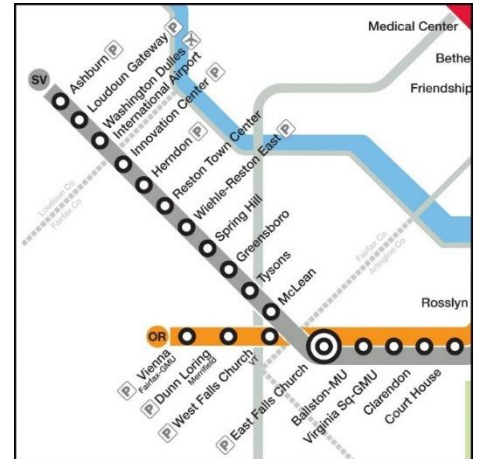 Medical Center
Bethe
Friendship
SV
Ashburn P
Loudoun Gateway P
Washington Dulles
International Airport
Innovation Center P
Herndon P
Reston Town Center
Wiehle-Reston East P
Spring Hill
Greensboro
Tysons
McLean
Loudoun Co
Fairfax Co
Fairfax Co
Arlington Co
Rosslyn
OR
P Vienna
Fairfax-GMU
P Dunn Loring
Merrifield
P West Falls Church
VT
P East Falls Church
Ballston-MU
Virginia Sq-GMU
Clarendon
Court House